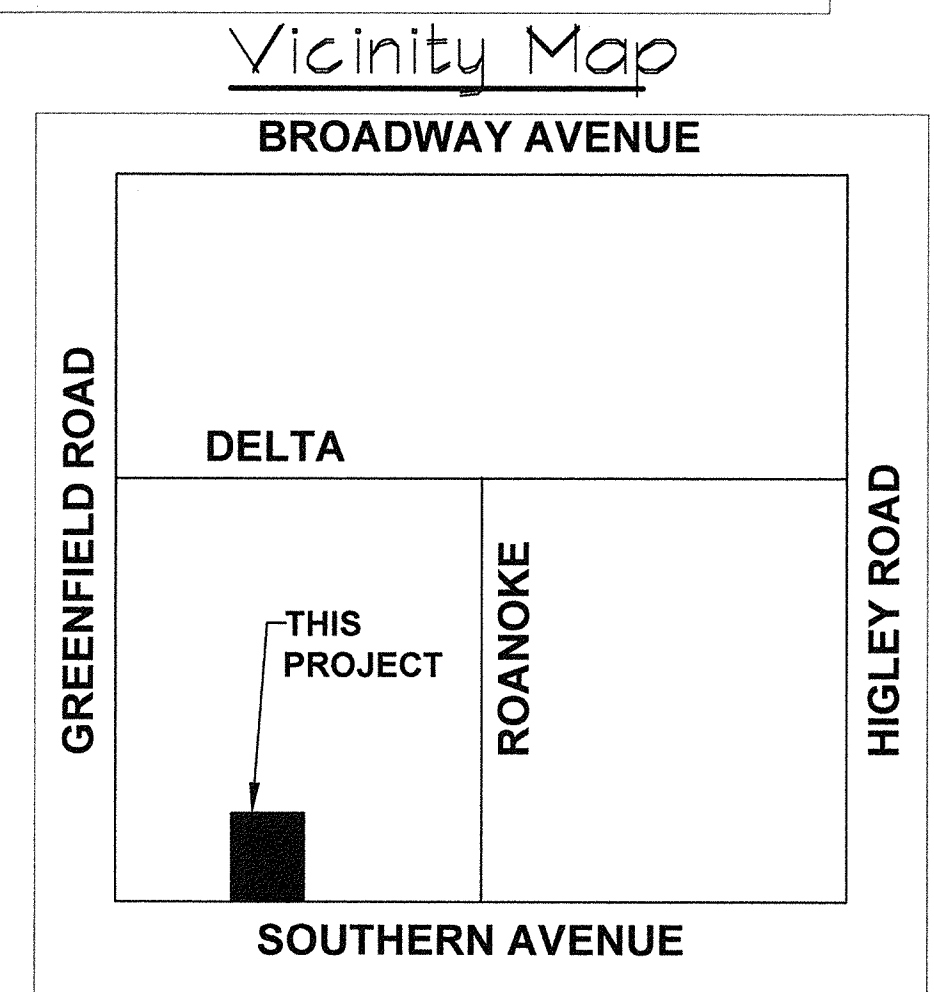 Vicinity Map
BROADWAY AVENUE
GREENFIELD ROAD
DELTA
HIGLEY ROAD
ROANOKE
THIS
PROJECT
SOUTHERN AVENUE